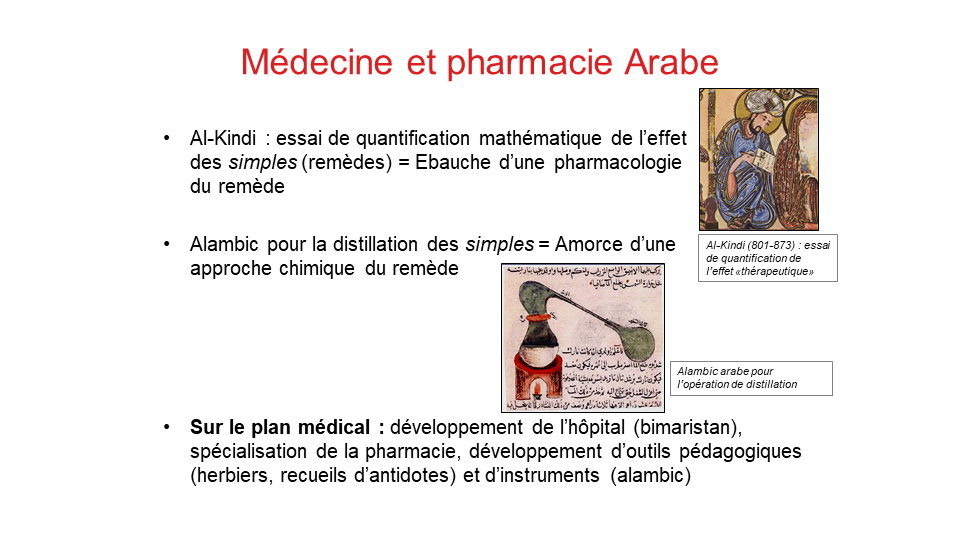 Médecine et pharmacie Arabe
• Al-Kindi : essai de quantification mathématique de l’effet
des simples (remèdes) = Ebauche d’une pharmacologie
du remède
Al-Kindi (801-873) : essai
de quantification de
l’effet «thérapeutique»
• Alambic pour la distillation des simples = Amorce d’une
approche chimique du remède
Alambic arabe pour
l’opération de distillation
• Sur le plan médical : développement de l’hôpital (bimaristan),
spécialisation de la pharmacie, développement d’outils pédagogiques
(herbiers, recueils d’antidotes) et d’instruments (alambic)